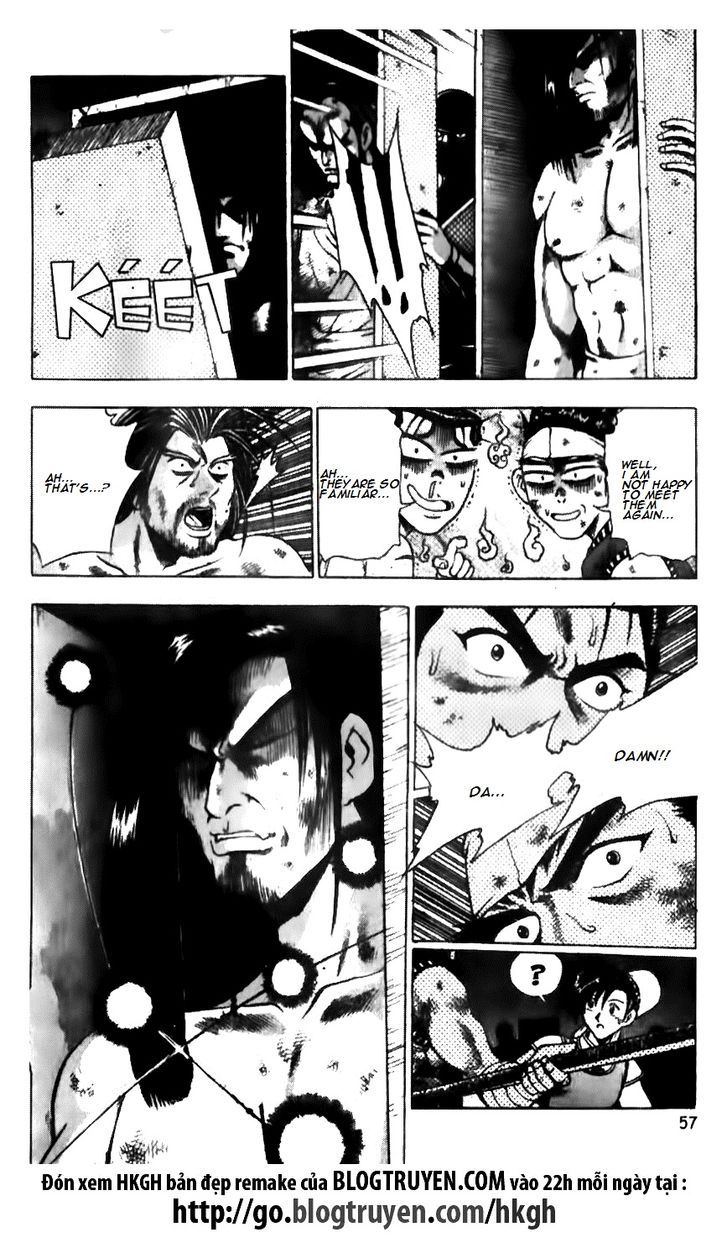 KÉÉT
!!
AH...
THAT'S...?
AH...
THEY ARE SO
FAMILIAR...
WELL,
I AM
NOT HAPPY
TO MEET
THEM
AGAIN...
DAMN!!
DA...
?
57
Đón xem HKGH bản đẹp remake của BLOGTRUYEN.COM vào 22h mỗi ngày tại :
http://go.blogtruyen.com/hkgh